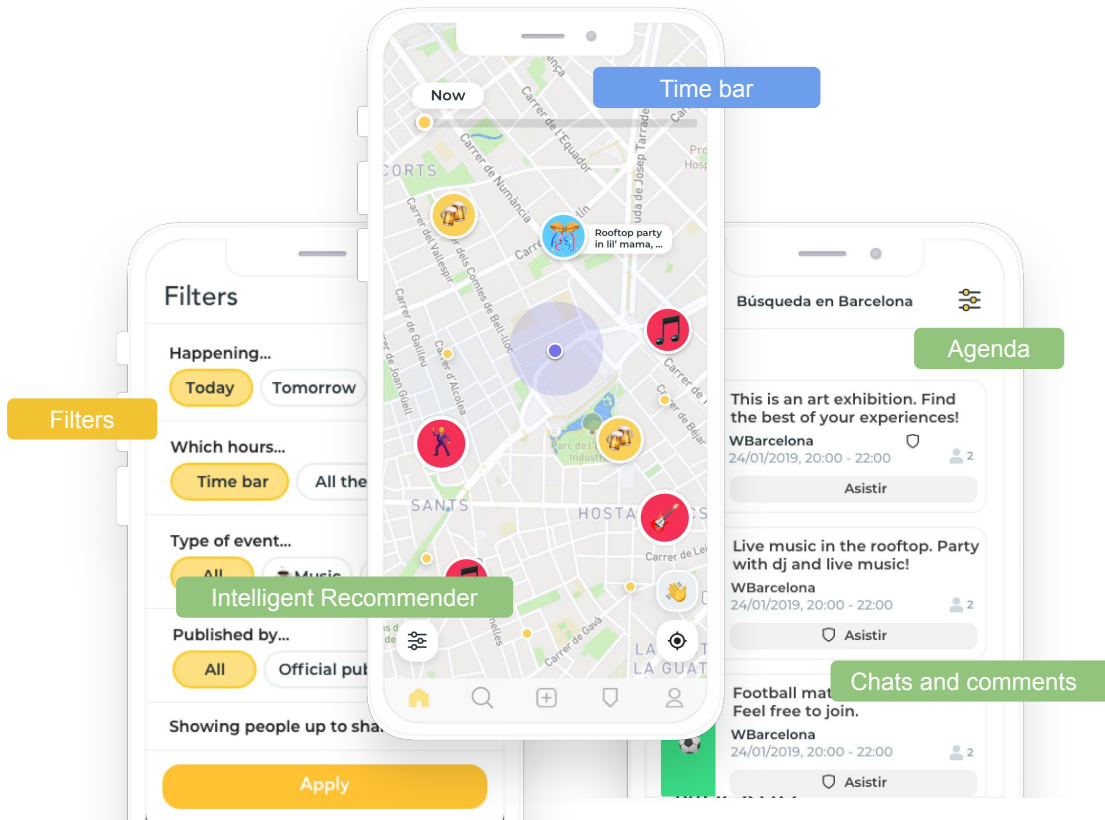 Time bar
Now
CORTS
Carrer de l'Equador
Carrer de Numància
Rooftop party
in lil' mama, ...
Carrer del Vallespir
Carrer dels Comtes de Bell-lloc
Carrer de Galileu
Carrer d'Alcolea
Parc de l'
Industr
SANTS
HOSTA
Carrer de Béjar
Carrer de Lei
Carrer de Gavà
LA GUAT
Filters
Filters
Happening...
Today
Tomorrow
Which hours...
Time bar
All the
Type of event...
All
Music
Intelligent Recommender
Published by...
All
Official pub
Showing people up to sha
Apply
Búsqueda en Barcelona
Agenda
This is an art exhibition. Find
the best of your experiences!
WBarcelona
24/01/2019, 20:00 - 22:00
2
Asistir
Live music in the rooftop. Party
with dj and live music!
WBarcelona
24/01/2019, 20:00 - 22:00
2
Asistir
Chats and comments
Football mat
Feel free to join.
WBarcelona
24/01/2019, 20:00 - 22:00
2
Asistir